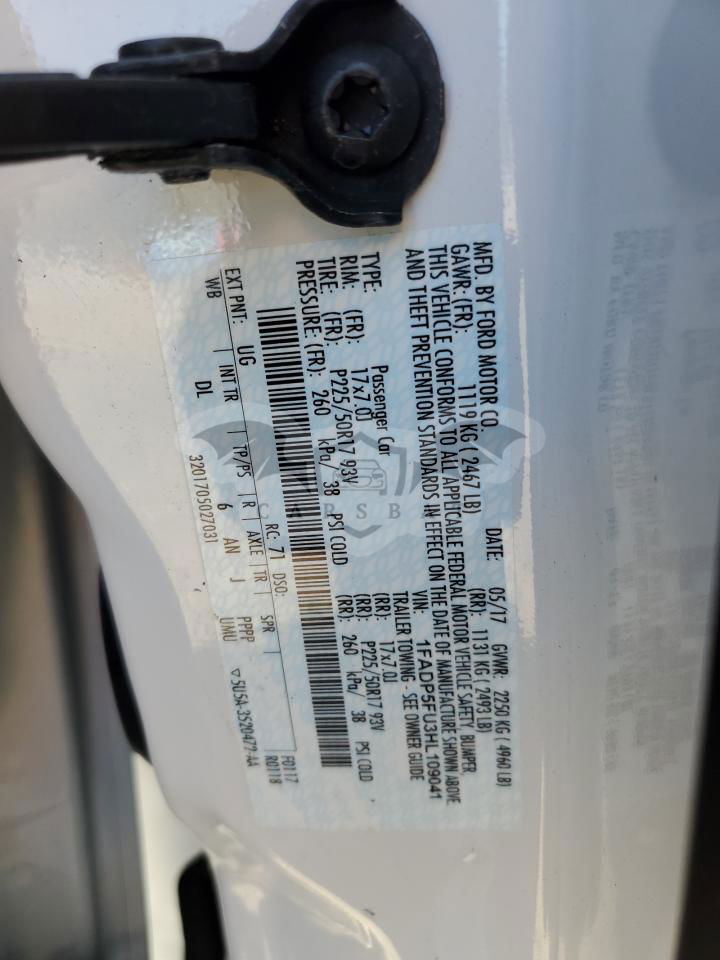 MFD. BY FORD MOTOR CO.
DATE: 05/17 GVWR: 2250 KG ( 4960 LB)
GAWR: (FR): 1119 KG ( 2467 LB) (RR): 1131 KG ( 2493 LB)
THIS VEHICLE CONFORMS TO ALL APPLICABLE FEDERAL MOTOR VEHICLE SAFETY, BUMPER,
AND THEFT PREVENTION STANDARDS IN EFFECT ON THE DATE OF MANUFACTURE SHOWN ABOVE.
VIN: 1FADP5FU3HL109041
TYPE: Passenger Car TRAILER TOWING - SEE OWNER GUIDE
RIM: (FR): 17x7.0J (RR): 17x7.0J
TIRE: (FR): P225/50R17 93V (RR): P225/50R17 93V
PRESSURE: (FR): 260 kPa/ 38 PSI COLD (RR): 260 kPa/ 38 PSI COLD
F0117
R0118
EXT PNT: UG RC: 71 DSO:
WB | INT TR | TP/PS | R | AXLE | TR | SPR |
DL 6 AN J PPPP
UMU
3201705027031
▽5U5A-3520472-AA
CARSB